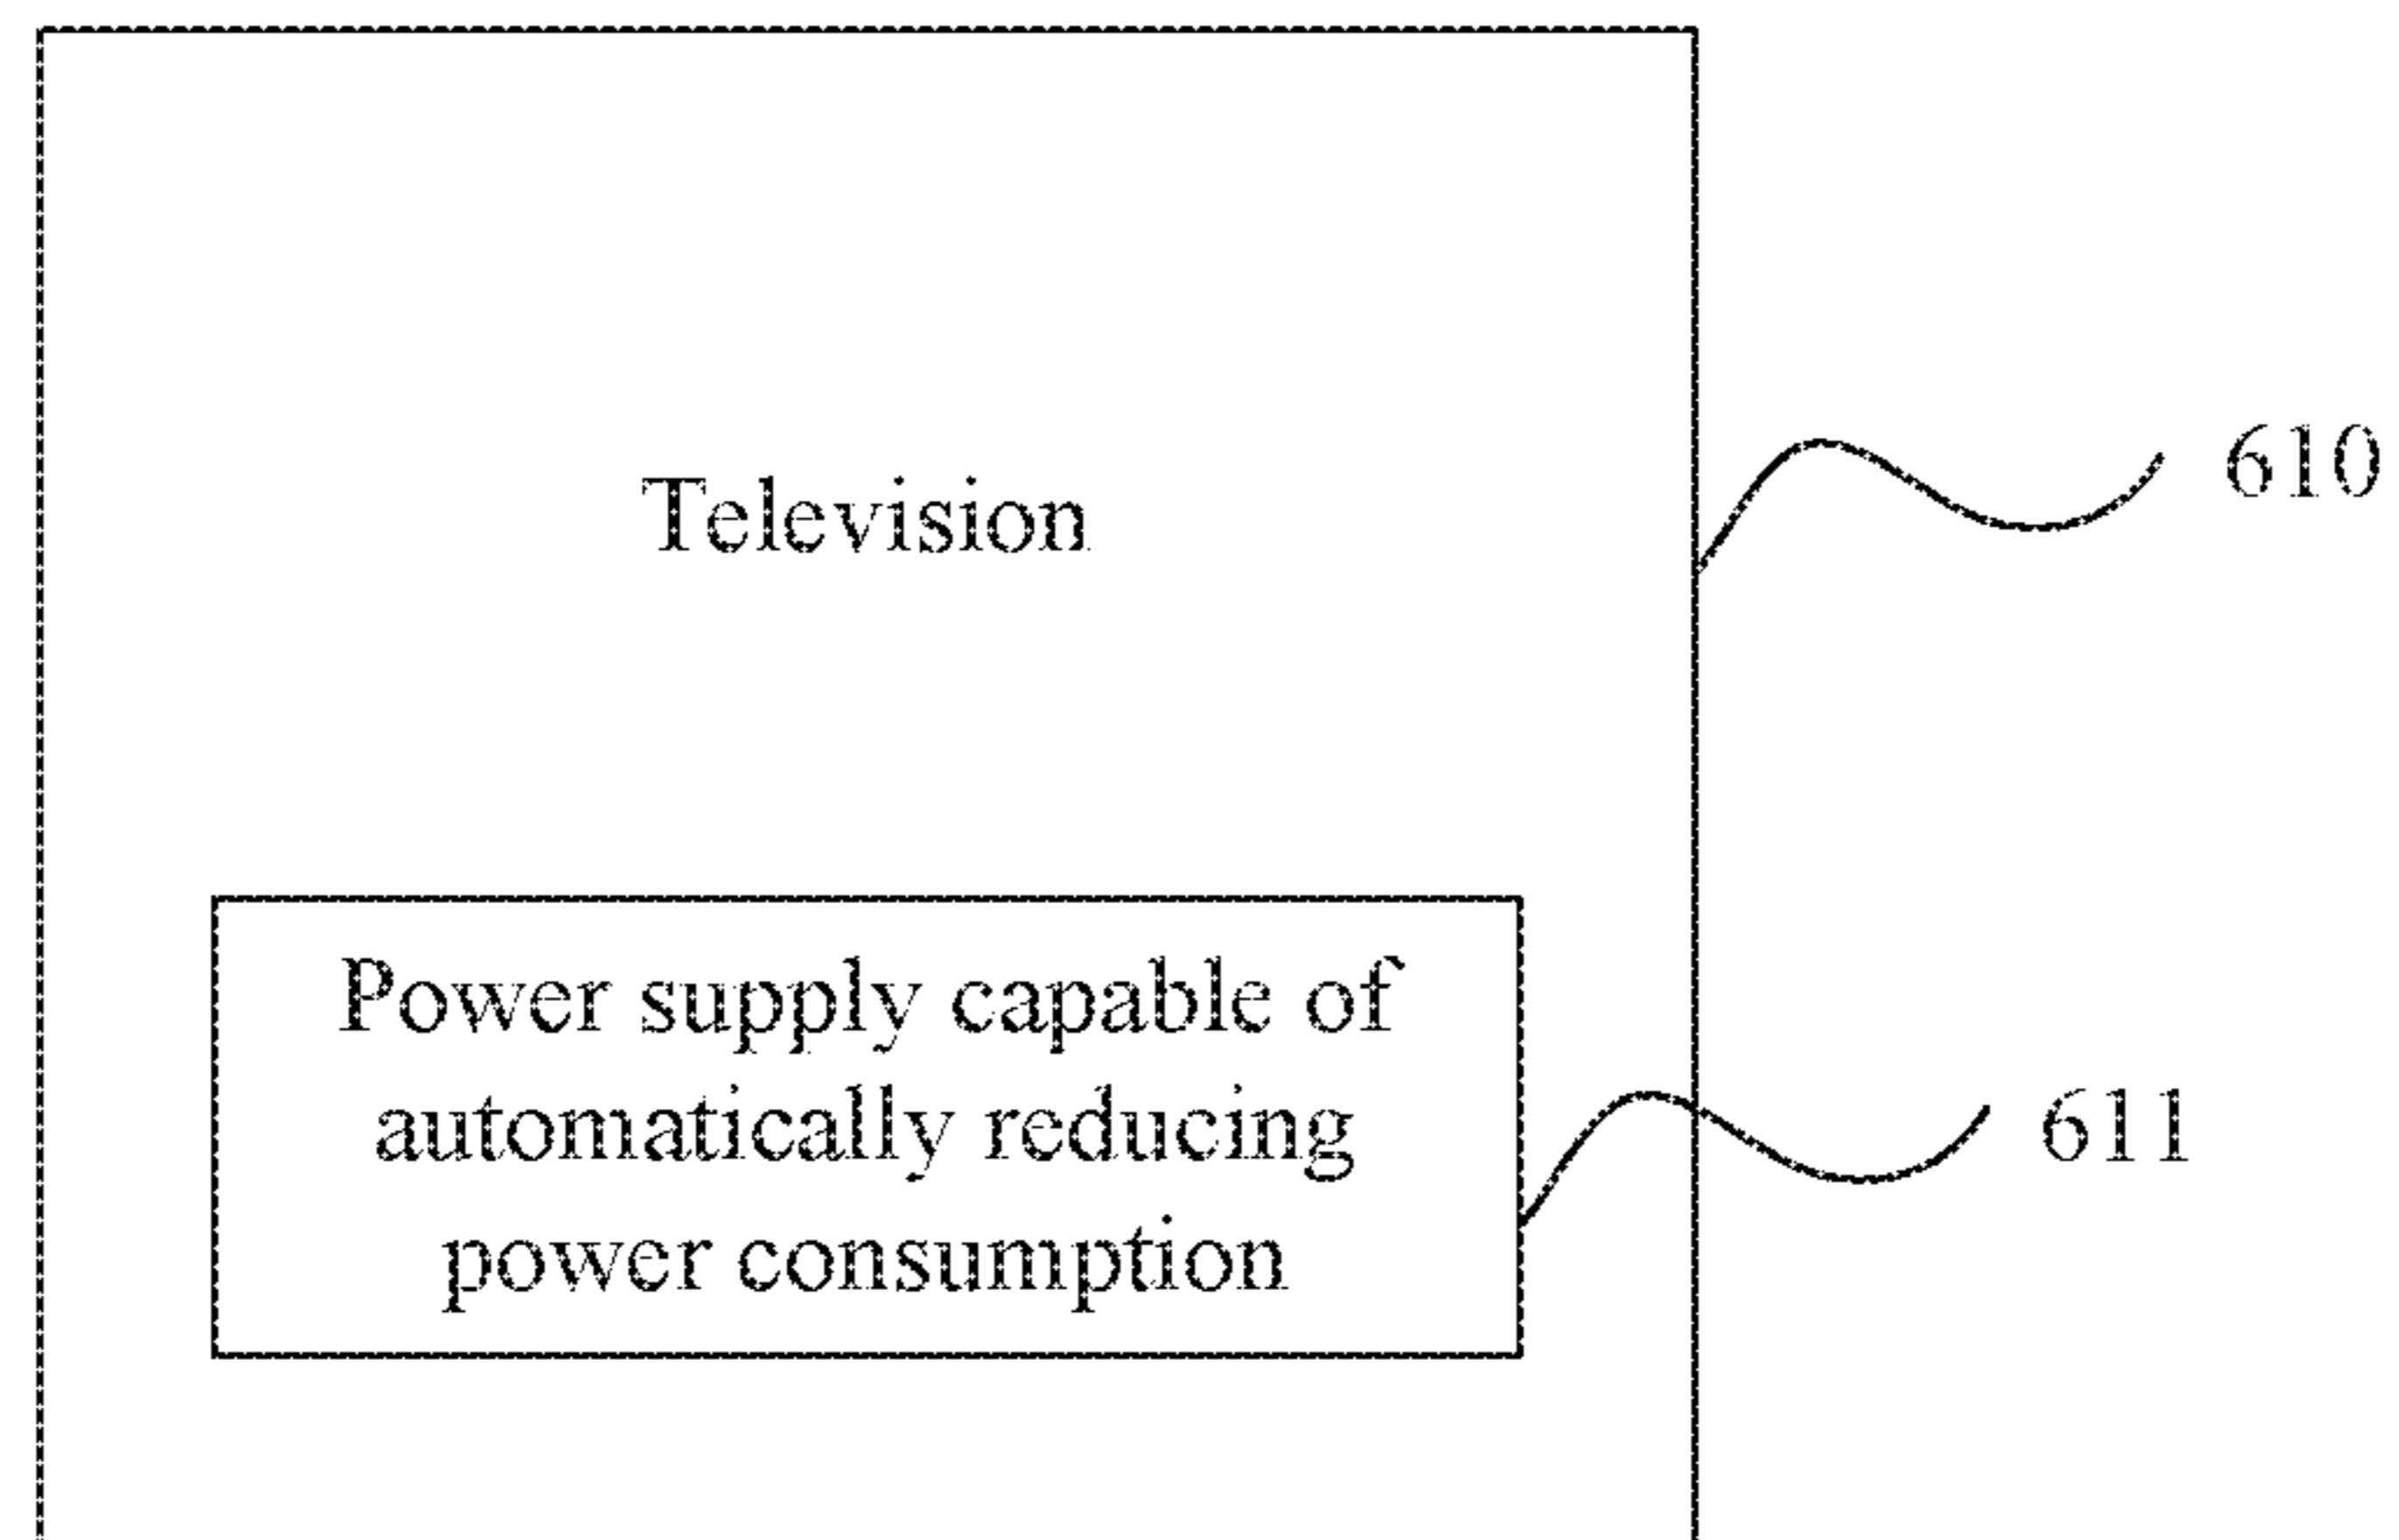 Television
610
Power supply capable of
automatically reducing
power consumption
611